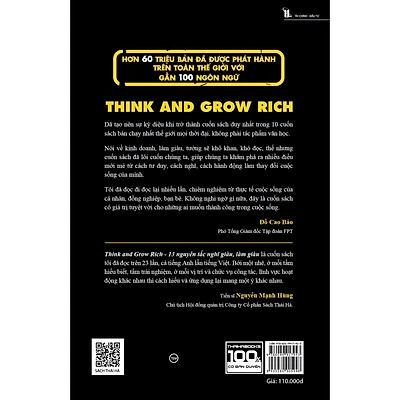 TÀI CHÍNH - ĐẦU TƯ
HƠN 60 TRIỆU BẢN ĐÃ ĐƯỢC PHÁT HÀNH
TRÊN TOÀN THẾ GIỚI VỚI
GẦN 100 NGÔN NGỮ
THINK AND GROW RICH
Đã tạo nên sự kỳ diệu khi trở thành cuốn sách duy nhất trong 10 cuốn
sách bán chạy nhất thế giới mọi thời đại, không phải tác phẩm văn học.
Nói về kinh doanh, làm giàu, tưởng sẽ khô khan, khó đọc, thế nhưng
cuốn sách đã lôi cuốn chúng ta, giúp chúng ta khám phá ra nhiều điều
mới mẻ từ cách tư duy, cách nghĩ, cách hành động làm thay đổi cuộc
sống của mình.
Tôi đã đọc đi đọc lại nhiều lần, chiêm nghiệm từ thực tế cuộc sống của
cá nhân, đồng nghiệp, bạn bè. Không nghi ngờ gì nữa, đây là cuốn sách
có giá trị tuyệt vời cho những ai muốn thành công trong cuộc sống.
Đỗ Cao Bảo
Phó Tổng Giám đốc Tập đoàn FPT
Think and Grow Rich - 13 nguyên tắc nghĩ giàu, làm giàu là cuốn sách
tôi đã đọc trên 23 lần, cả tiếng Anh lẫn tiếng Việt. Bởi một nhẽ, ở mỗi tầm
hiểu biết, tầm trải nghiệm, ở mỗi vị trí và chức vụ công tác, lĩnh vực hoạt
động khác nhau thì cách hiểu và ứng dụng lại mang một ý khác nhau.
Tiến sĩ Nguyễn Mạnh Hùng
Chủ tịch Hội đồng quản trị, Công ty Cổ phần Sách Thái Hà.
SÁCH THÁI HÀ
THAIHABOOKS
100%
CÓ BẢN QUYỀN
Giá: 110.000đ